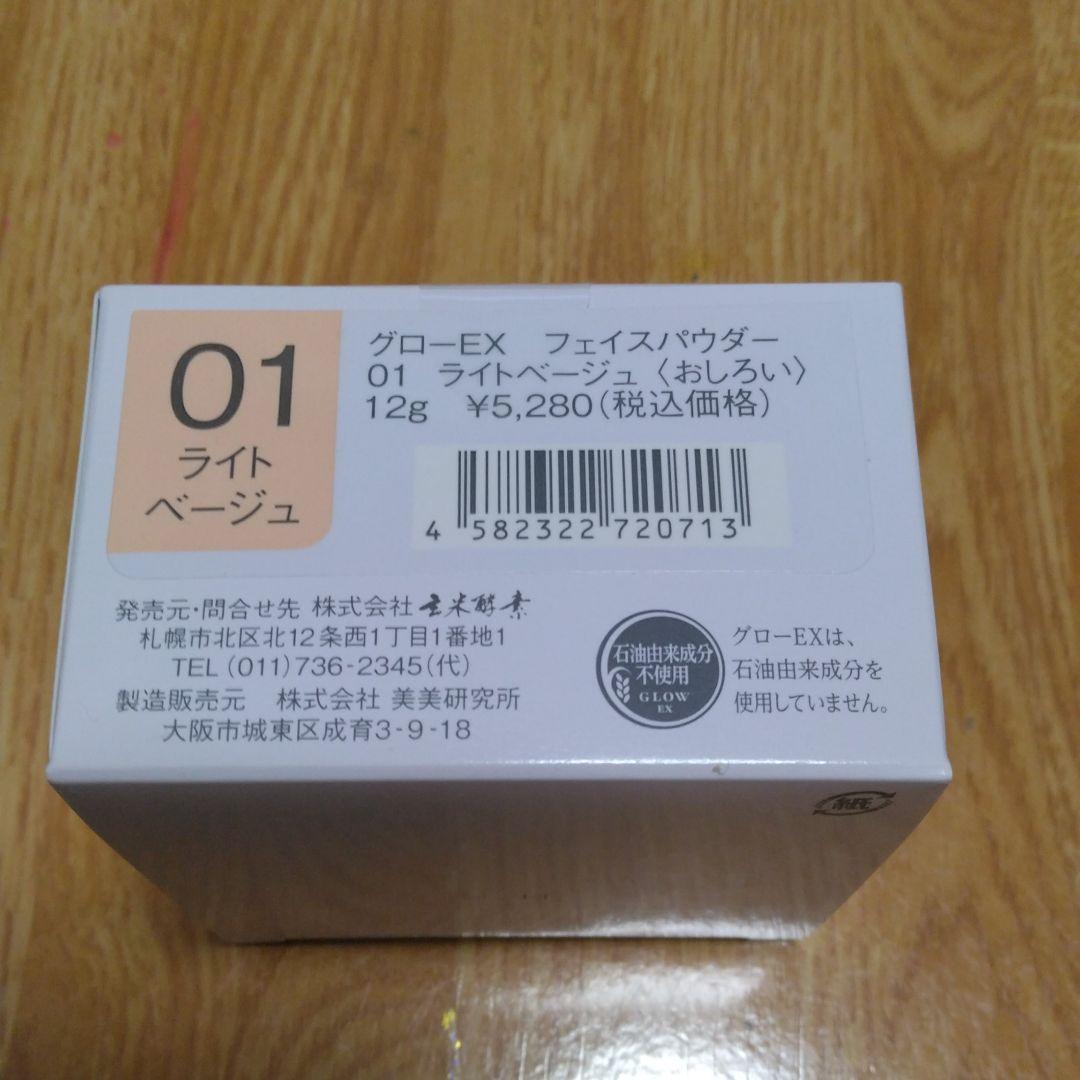 01
ライト
ベージュ
グローEX　フェイスパウダー
01　ライトベージュ〈おしろい〉
12g　¥5,280(税込価格)
4 582322 720713
発売元・問合せ先 株式会社 玄米酵素
札幌市北区北12条西1丁目1番地1
TEL (011)736-2345(代)
製造販売元　株式会社 美美研究所
大阪市城東区成育3-9-18
石油由来成分
不使用
GLOW
EX
グローEXは、
石油由来成分を
使用していません。
紙